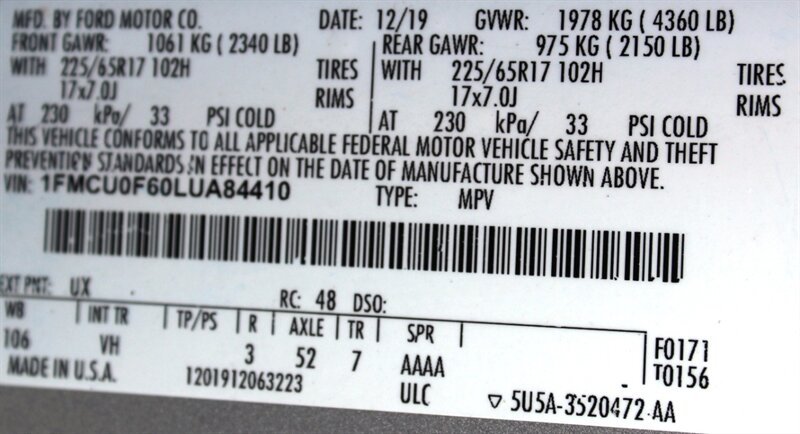 MFD. BY FORD MOTOR CO. DATE: 12/19 GVWR: 1978 KG (4360 LB)
FRONT GAWR: 1061 KG (2340 LB) REAR GAWR: 975 KG (2150 LB)
WITH 225/65R17 102H TIRES WITH 225/65R17 102H TIRES
17x7.0J RIMS 17x7.0J RIMS
AT 230 kPa/ 33 PSI COLD AT 230 kPa/ 33 PSI COLD
THIS VEHICLE CONFORMS TO ALL APPLICABLE FEDERAL MOTOR VEHICLE SAFETY AND THEFT
PREVENTION STANDARDS IN EFFECT ON THE DATE OF MANUFACTURE SHOWN ABOVE.
VIN: 1FMCU0F60LUA84410 TYPE: MPV
EXT PNT: UX RC: 48 DSO:
WB INT TR TP/PS R AXLE TR SPR
106 VH 3 52 7 AAAA F0171
MADE IN U.S.A. 1201912063223 ULC T0156
▽ 5U5A-3520472-AA